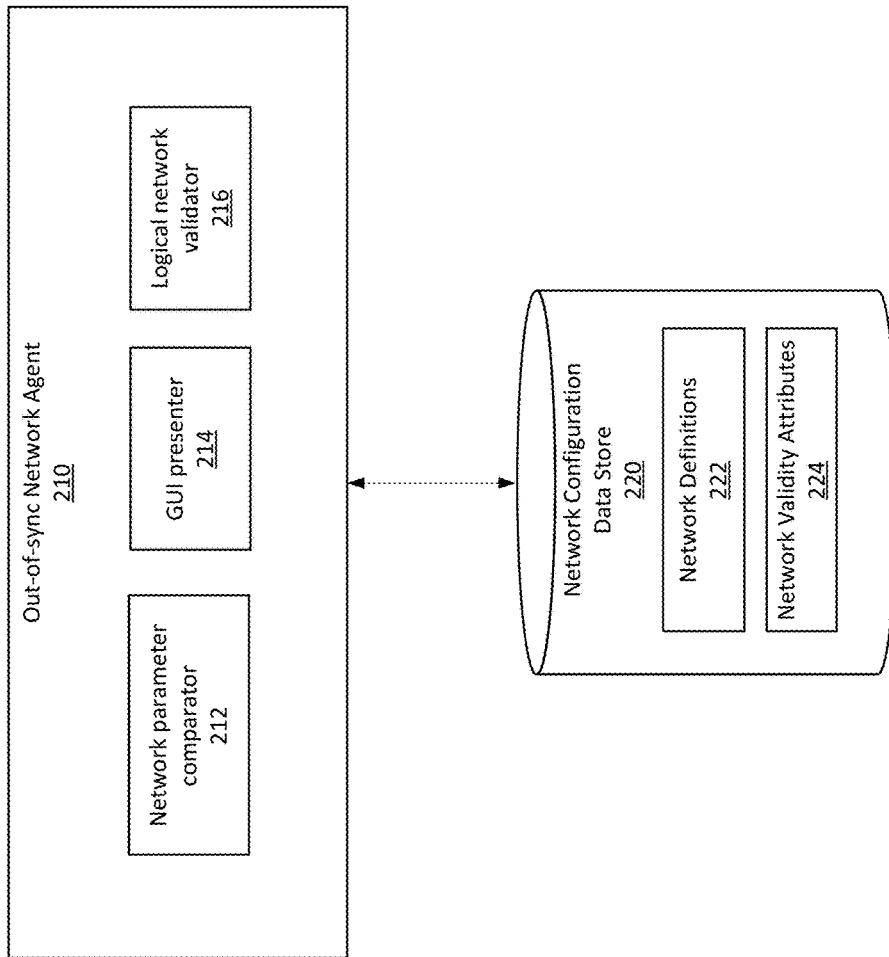 Out-of-sync Network Agent
210
Network parameter
comparator
212
GUI presenter
214
Logical network
validator
216
Network Configuration
Data Store
220
Network Definitions
222
Network Validity Attributes
224